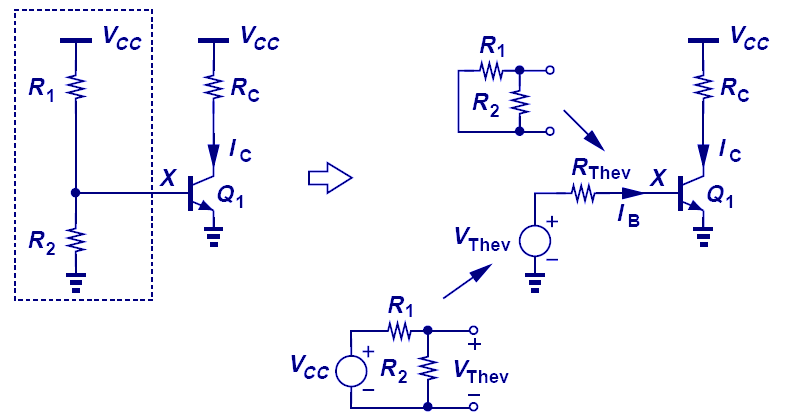 VCC
VCC
R1
RC
IC
X
Q1
R2
R1
R2
VCC
RC
IC
RThev
X
Q1
IB
VThev
+
−
R1
VCC
+
−
R2
+
VThev
−